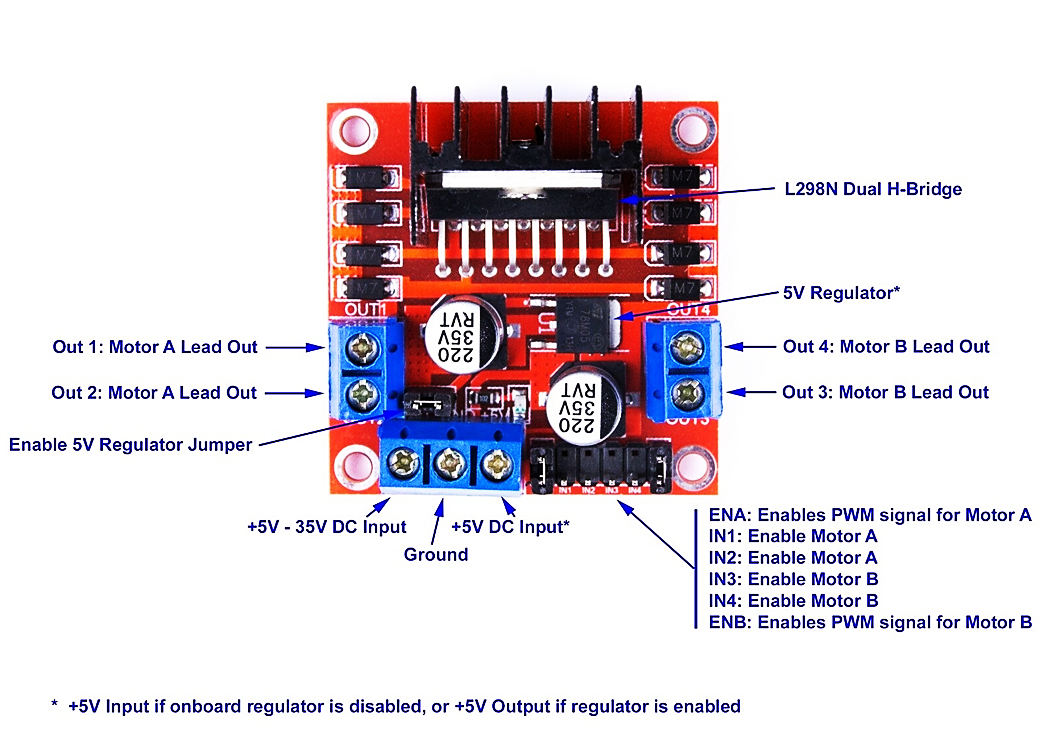 M7
M7
M7
M7
M7
M7
M7
M7
L298N Dual H-Bridge
5V Regulator*
OUT1
OUT4
220
35V
RVT
Out 1: Motor A Lead Out
Out 4: Motor B Lead Out
Out 2: Motor A Lead Out
Out 3: Motor B Lead Out
102
220
35V
RVT
OUT3
Enable 5V Regulator Jumper
IN1 IN2 IN3 IN4
+5V - 35V DC Input
+5V DC Input*
Ground
ENA: Enables PWM signal for Motor A
IN1: Enable Motor A
IN2: Enable Motor A
IN3: Enable Motor B
IN4: Enable Motor B
ENB: Enables PWM signal for Motor B
* +5V Input if onboard regulator is disabled, or +5V Output if regulator is enabled